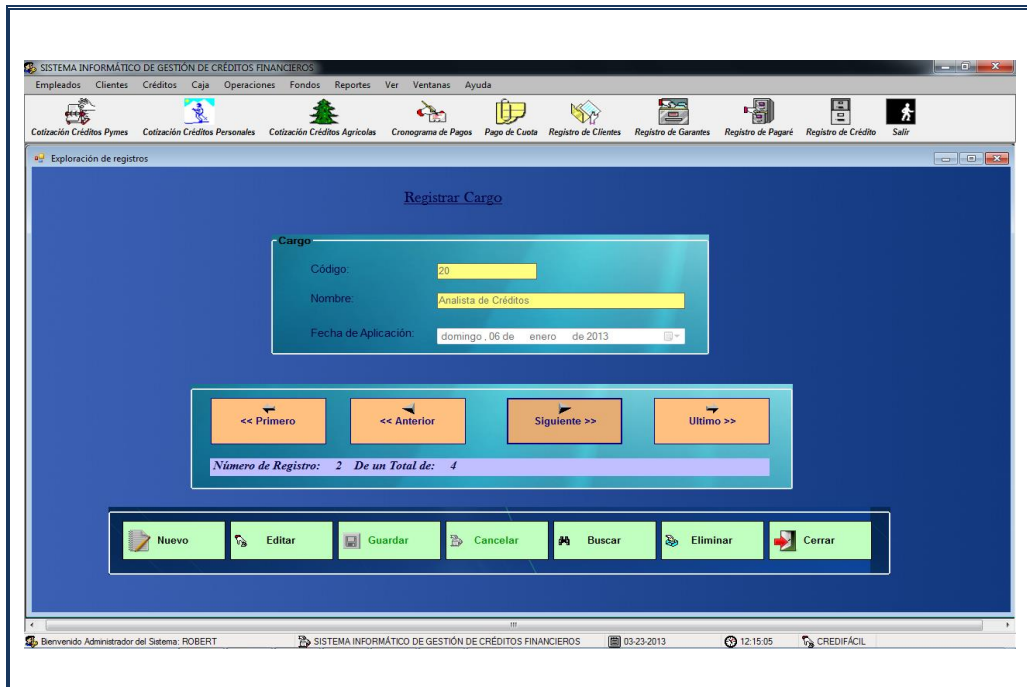 SISTEMA INFORMÁTICO DE GESTIÓN DE CRÉDITOS FINANCIEROS
Empleados Clientes Créditos Caja Operaciones Fondos Reportes Ver Ventanas Ayuda
Cotización Créditos Pymes Cotización Créditos Personales Cotización Créditos Agrícolas Cronograma de Pagos Pago de Cuota Registro de Clientes Registro de Garantes Registro de Pagaré Registro de Crédito Salir
Exploración de registros
Registrar Cargo
Cargo
Código: 20
Nombre: Analista de Créditos
Fecha de Aplicación: domingo , 06 de enero de 2013
<< Primero << Anterior Siguiente >> Ultimo >>
Número de Registro: 2 De un Total de: 4
Nuevo Editar Guardar Cancelar Buscar Eliminar Cerrar
Bienvenido Administrador del Sistema: ROBERT SISTEMA INFORMÁTICO DE GESTIÓN DE CRÉDITOS FINANCIEROS 03-23-2013 12:15:05 CREDIFÁCIL